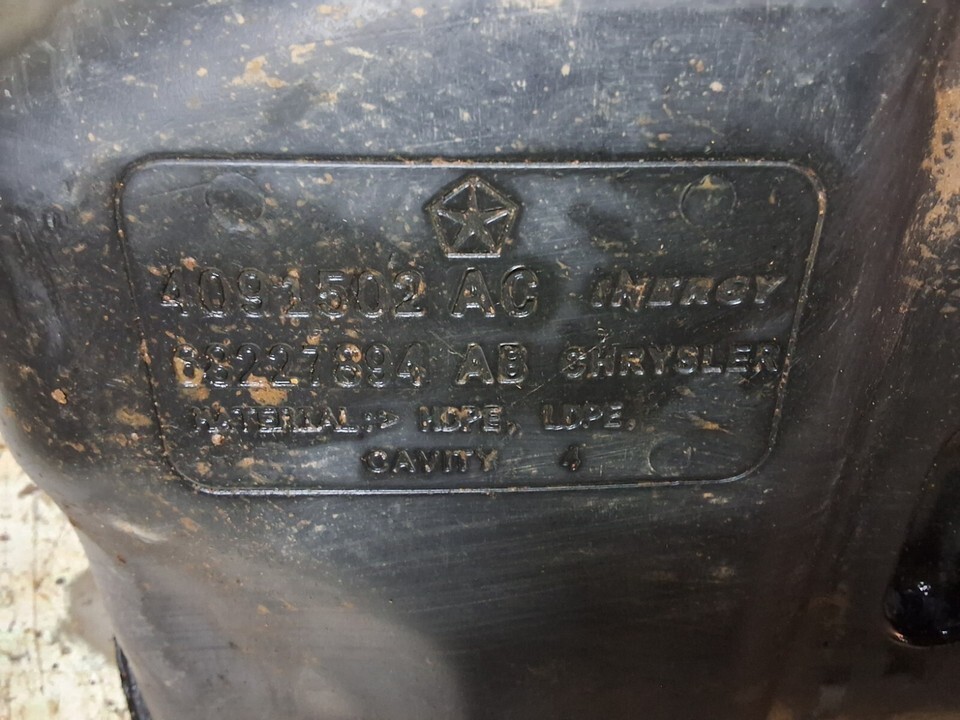 4091502 AC INERGY
68227894 AB CHRYSLER
MATERIAL:> HDPE, LDPE,
CAVITY 4